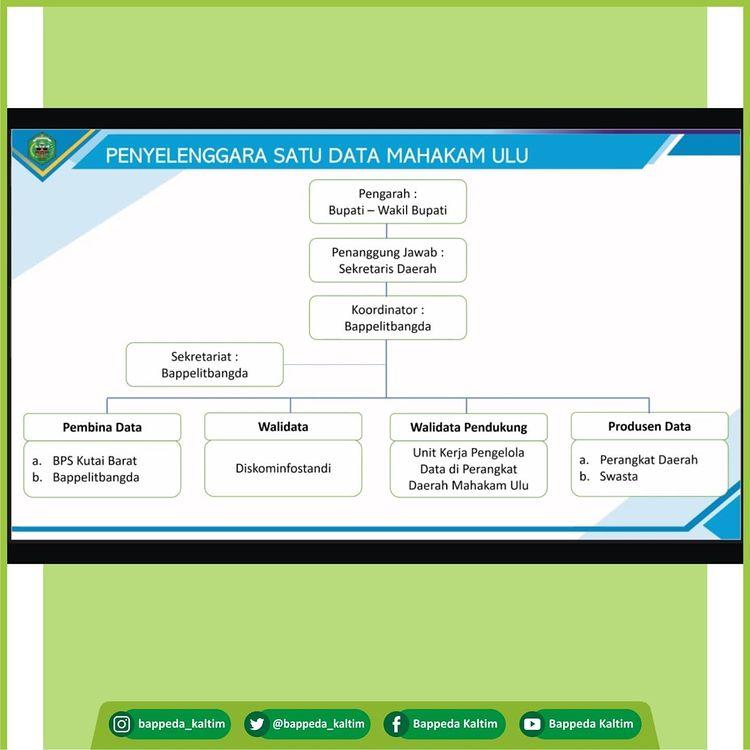 PENYELENGGARA SATU DATA MAHAKAM ULU
Pengarah :
Bupati – Wakil Bupati
Penanggung Jawab :
Sekretaris Daerah
Koordinator :
Bappelitbangda
Sekretariat :
Bappelitbangda
Pembina Data
a. BPS Kutai Barat
b. Bappelitbangda
Walidata
Diskominfostandi
Walidata Pendukung
Unit Kerja Pengelola
Data di Perangkat
Daerah Mahakam Ulu
Produsen Data
a. Perangkat Daerah
b. Swasta
bappeda_kaltim
@bappeda_kaltim
Bappeda Kaltim
Bappeda Kaltim